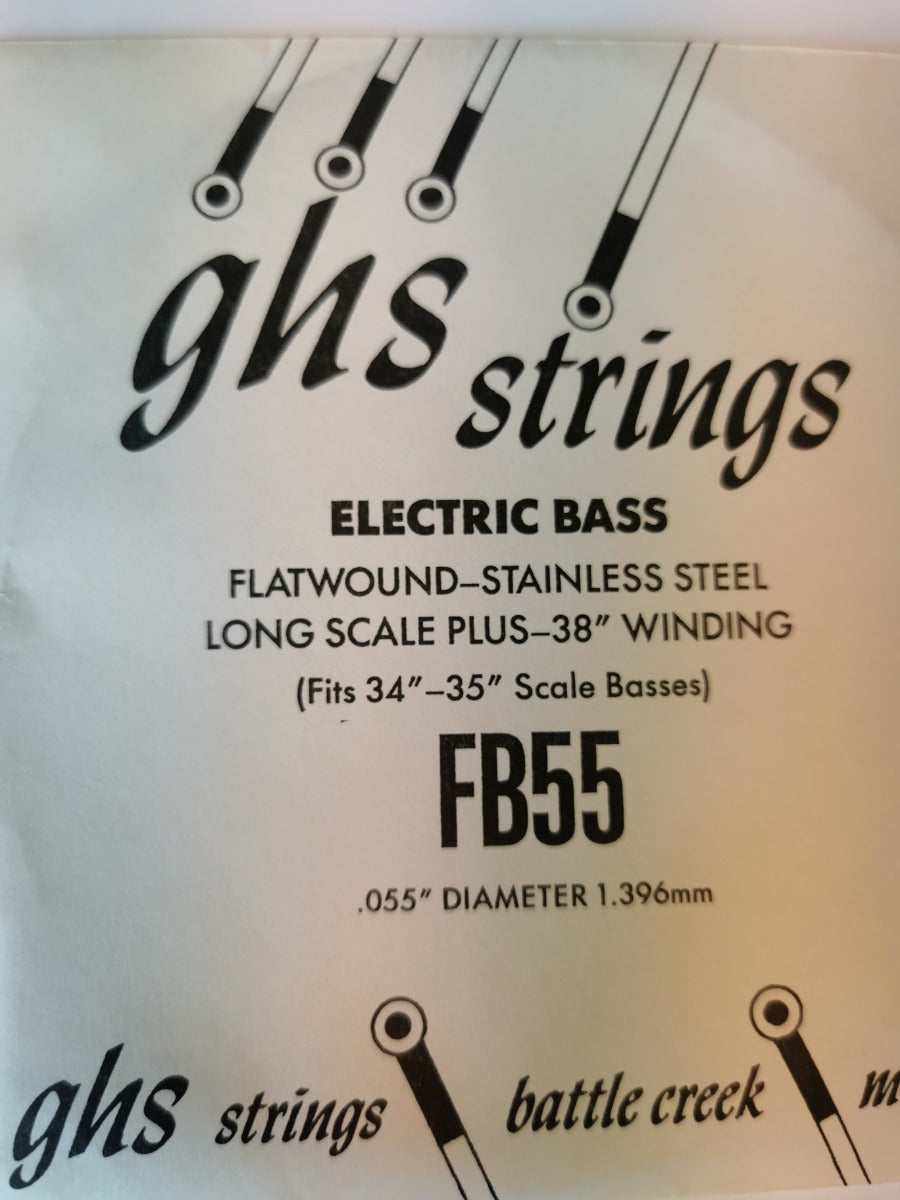 ghs
strings
ELECTRIC BASS
FLATWOUND–STAINLESS STEEL
LONG SCALE PLUS–38" WINDING
(Fits 34"–35" Scale Basses)
FB55
.055" DIAMETER 1.396mm
ghs strings battle creek